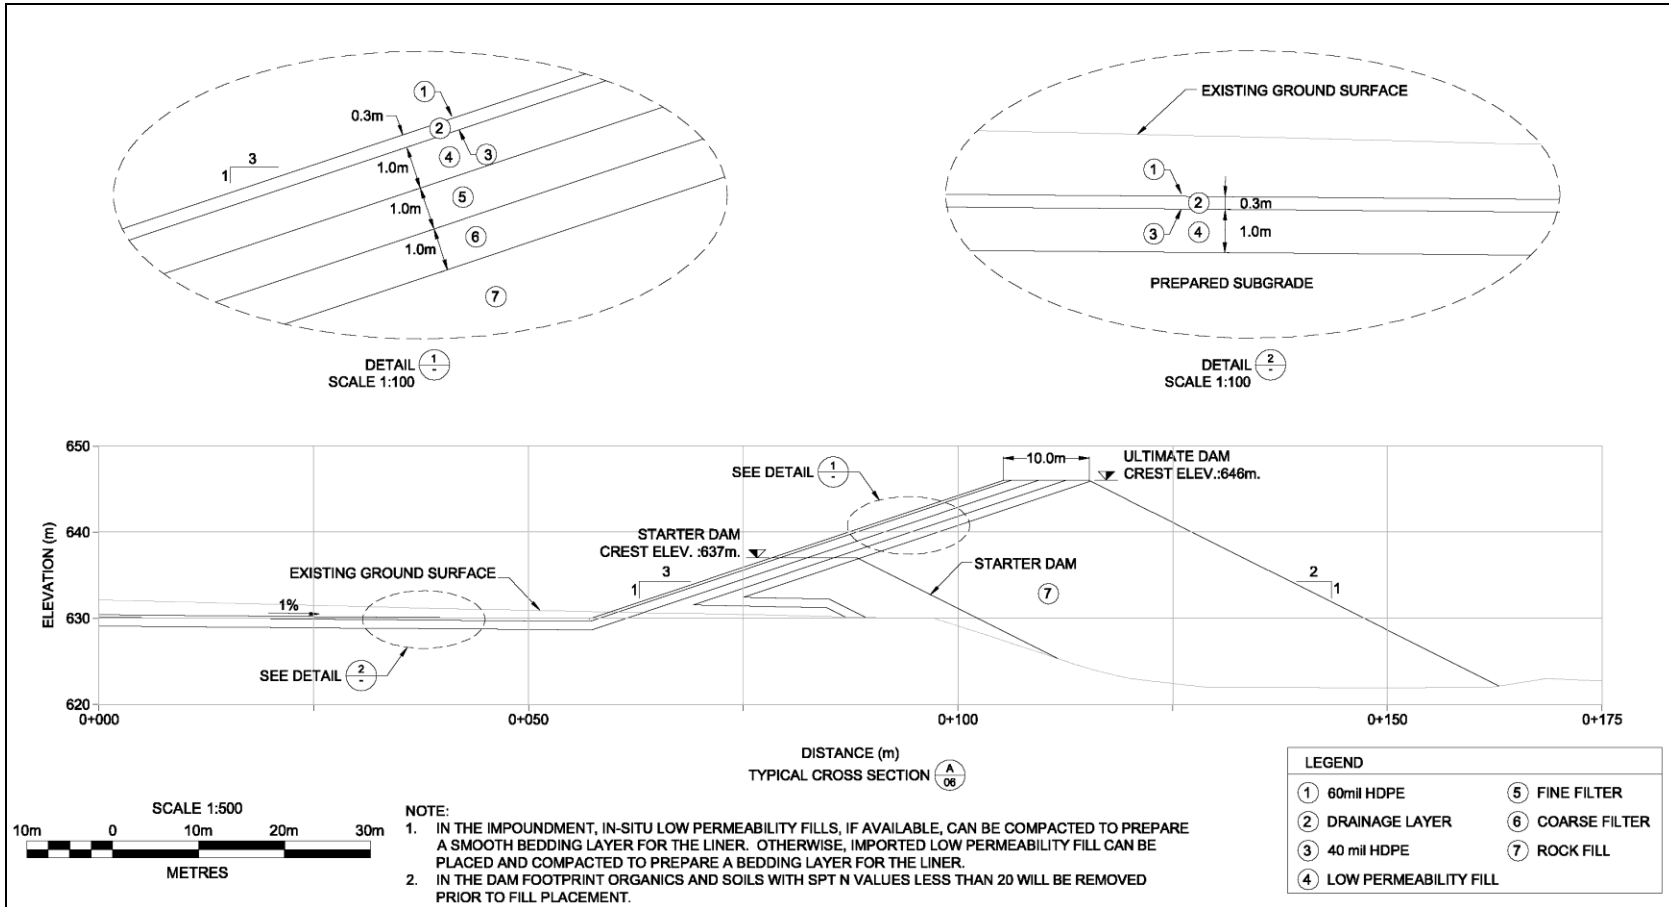 1
0.3m
2
3
4
3
1
1.0m
5
1.0m
6
1.0m
7
DETAIL 1
-
SCALE 1:100
EXISTING GROUND SURFACE
1
2
0.3m
3
4
1.0m
PREPARED SUBGRADE
DETAIL 2
-
SCALE 1:100
650
640
630
620
ELEVATION (m)
SEE DETAIL 1
-
10.0m
ULTIMATE DAM
CREST ELEV.:646m.
STARTER DAM
CREST ELEV. :637m.
EXISTING GROUND SURFACE
1%
3
1
STARTER DAM
7
2
1
SEE DETAIL 2
-
0+000
0+050
0+100
0+150
0+175
DISTANCE (m)
TYPICAL CROSS SECTION A
06
SCALE 1:500
10m 0 10m 20m 30m
METRES
NOTE:
1. IN THE IMPOUNDMENT, IN-SITU LOW PERMEABILITY FILLS, IF AVAILABLE, CAN BE COMPACTED TO PREPARE
A SMOOTH BEDDING LAYER FOR THE LINER. OTHERWISE, IMPORTED LOW PERMEABILITY FILL CAN BE
PLACED AND COMPACTED TO PREPARE A BEDDING LAYER FOR THE LINER.
2. IN THE DAM FOOTPRINT ORGANICS AND SOILS WITH SPT N VALUES LESS THAN 20 WILL BE REMOVED
PRIOR TO FILL PLACEMENT.
LEGEND
1 60mil HDPE
2 DRAINAGE LAYER
3 40 mil HDPE
4 LOW PERMEABILITY FILL
5 FINE FILTER
6 COARSE FILTER
7 ROCK FILL